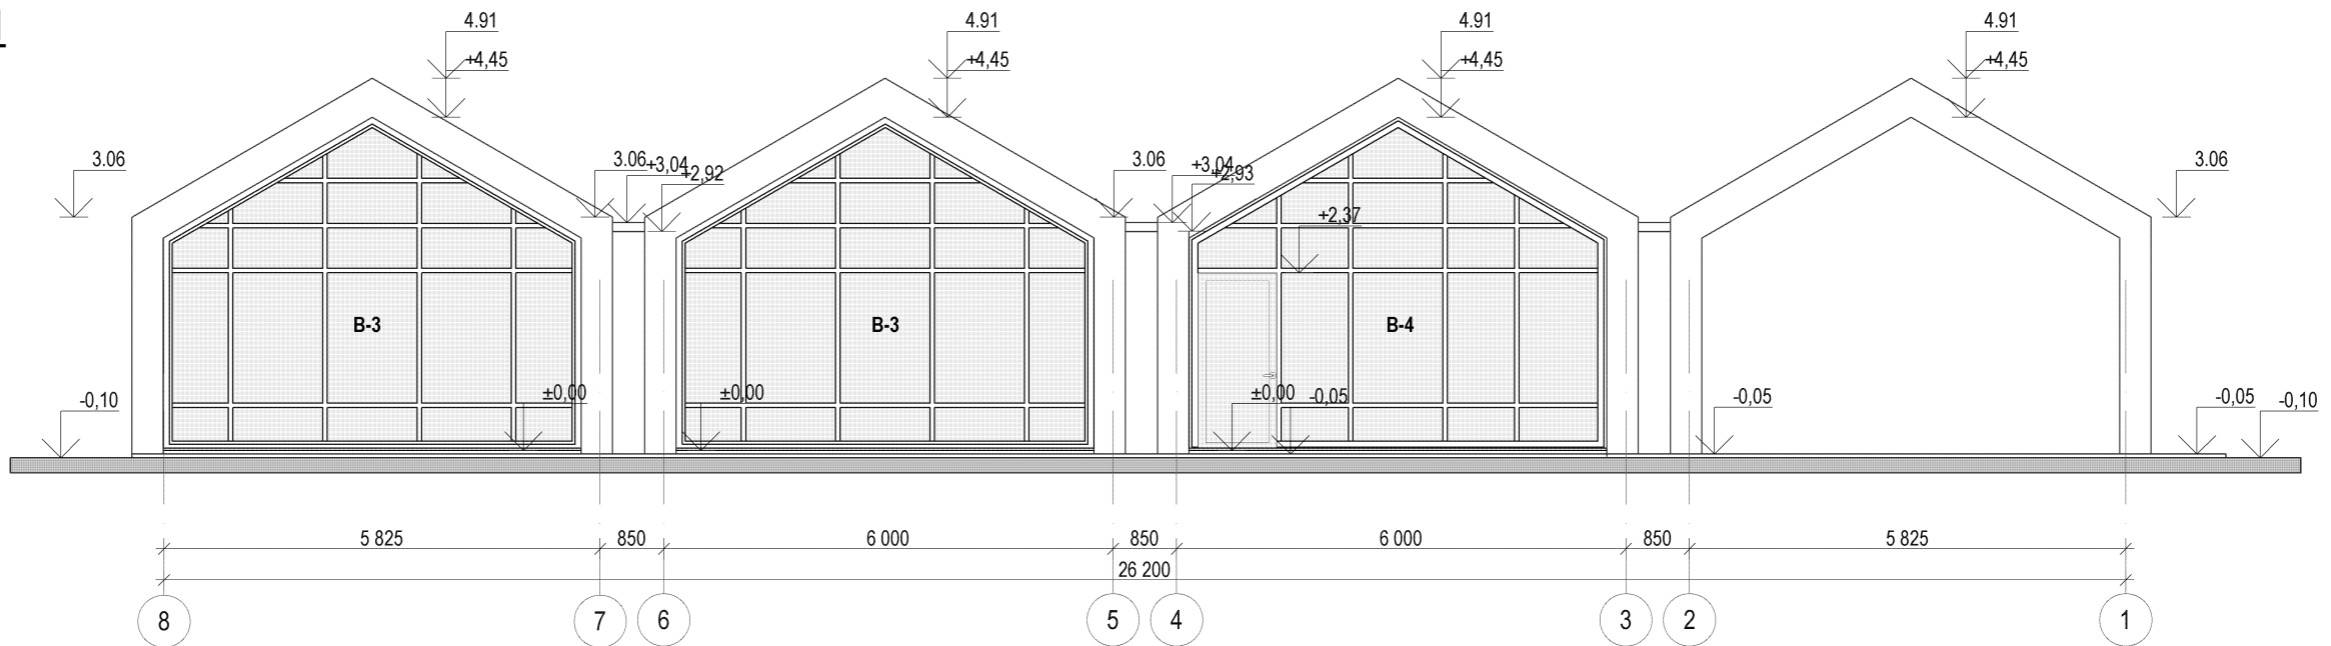 4.91 4.91 4.91 4.91
+4,45 +4,45 +4,45 +4,45
3.06 3.06 +3,04 +2,92 3.06 +3,04 +2,93 3.06
+2,37
B-3 B-3 B-4
-0,10 ±0,00 ±0,00 ±0,00 -0,05 -0,05 -0,05 -0,10
5 825 850 6 000 850 6 000 850 5 825
26 200
8 7 6 5 4 3 2 1